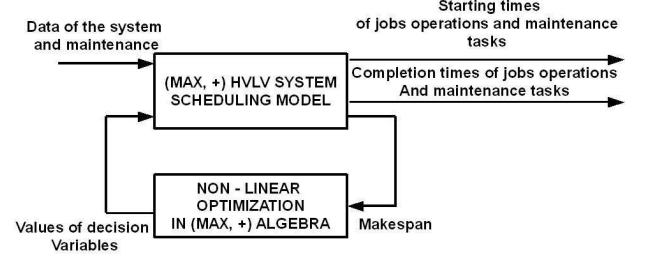 Data of the system
and maintenance
Starting times
of jobs operations and maintenance
tasks
(MAX, +) HVLV SYSTEM
SCHEDULING MODEL
Completion times of jobs operations
And maintenance tasks
NON - LINEAR
OPTIMIZATION
IN (MAX, +) ALGEBRA
Values of decision
Variables
Makespan